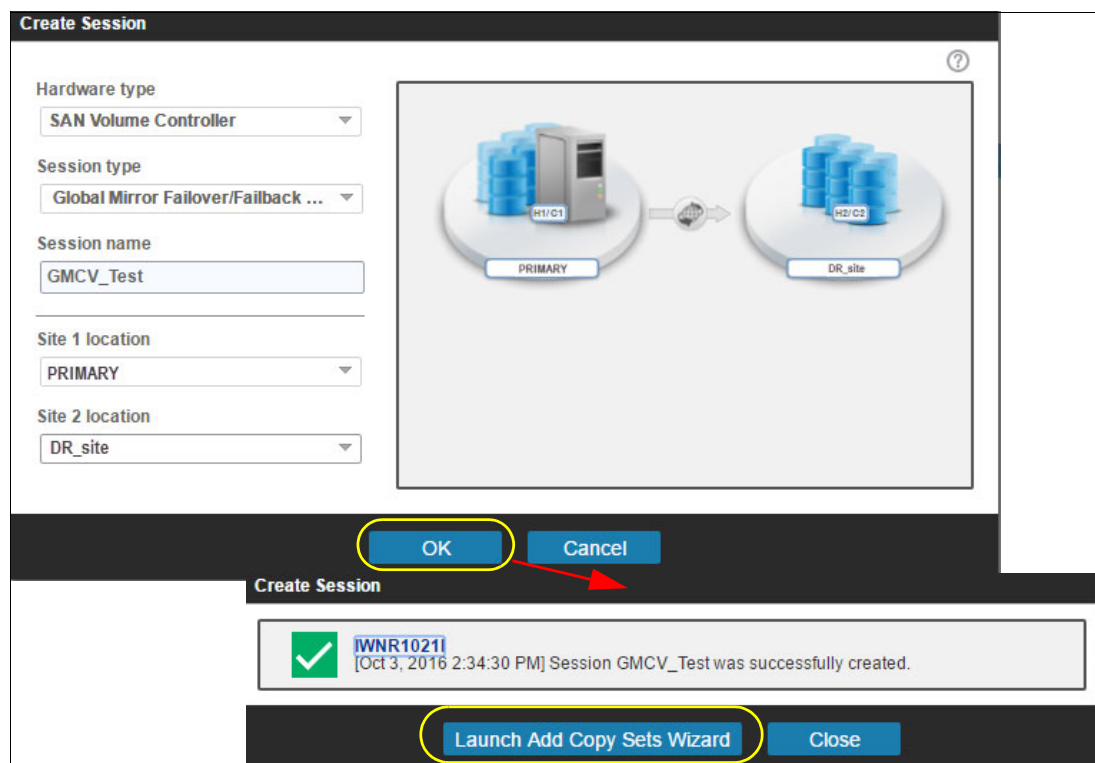 Create Session
?
Hardware type
SAN Volume Controller
Session type
Global Mirror Failover/Failback ...
Session name
GMCV_Test
Site 1 location
PRIMARY
Site 2 location
DR_site
H1/C1
H2/C2
PRIMARY
DR_site
OK
Cancel
Create Session
IWNR1021I
[Oct 3, 2016 2:34:30 PM] Session GMCV_Test was successfully created.
Launch Add Copy Sets Wizard
Close